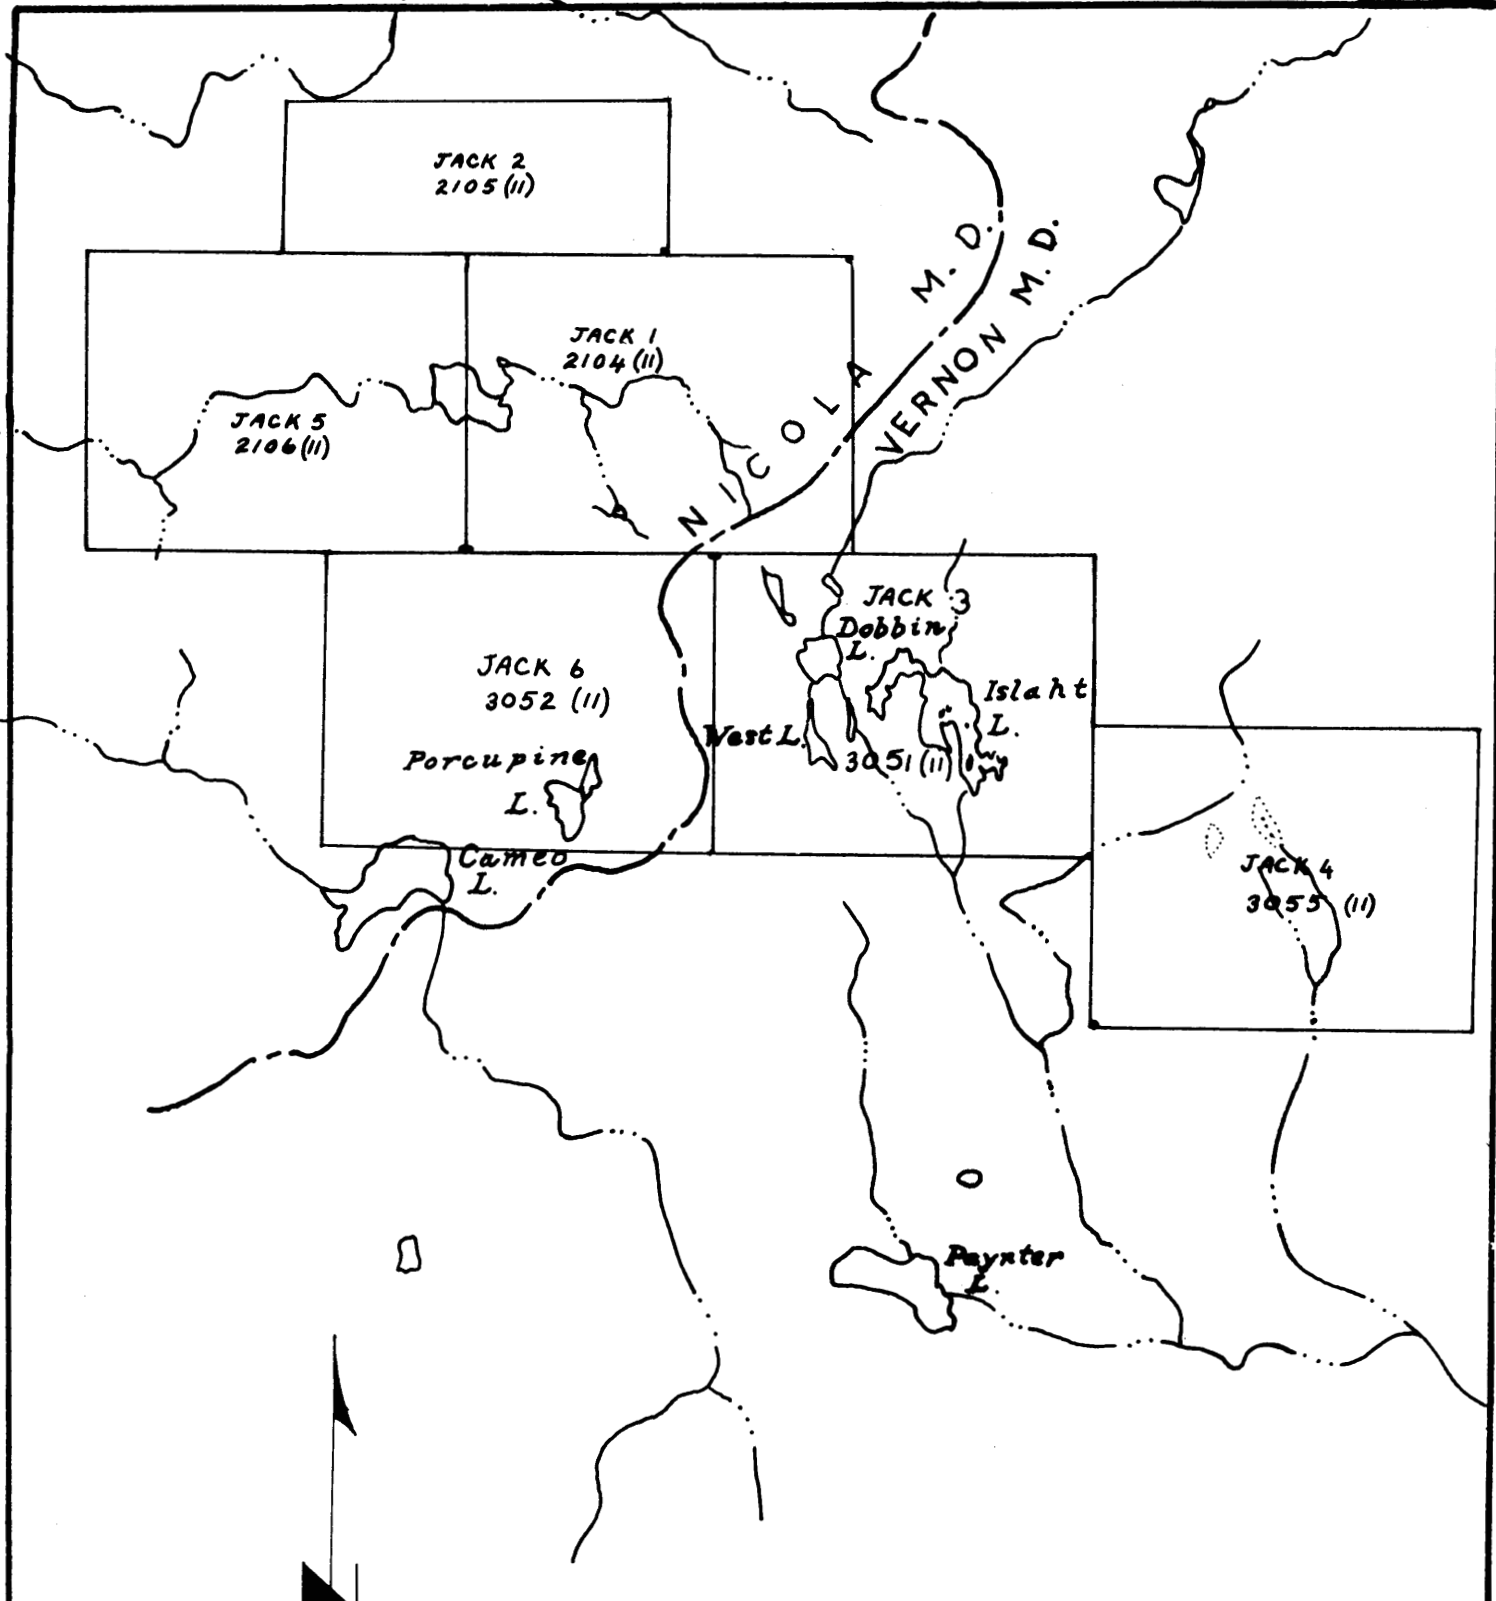 JACK 2
2105 (11)
NICOLA M. D.
VERNON M. D.
JACK 1
2104 (11)
JACK 5
2106 (11)
JACK 3
Dobbin
L.
Islaht
L.
West L.
3051 (11)
JACK 6
3052 (11)
Porcupine
L.
Cameo
L.
JACK 4
3055 (11)
Paynter
L.